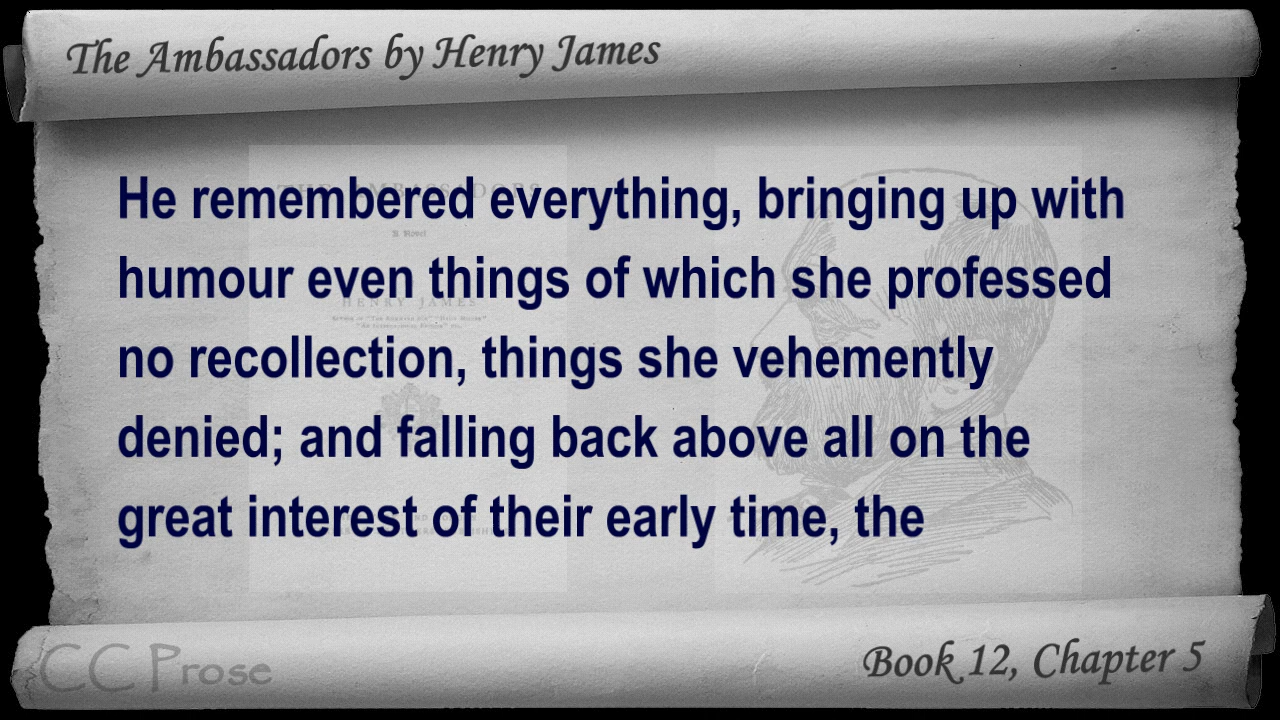 The Ambassadors by Henry James
He remembered everything, bringing up with
humour even things of which she professed
no recollection, things she vehemently
denied; and falling back above all on the
great interest of their early time, the
CC Prose
Book 12, Chapter 5